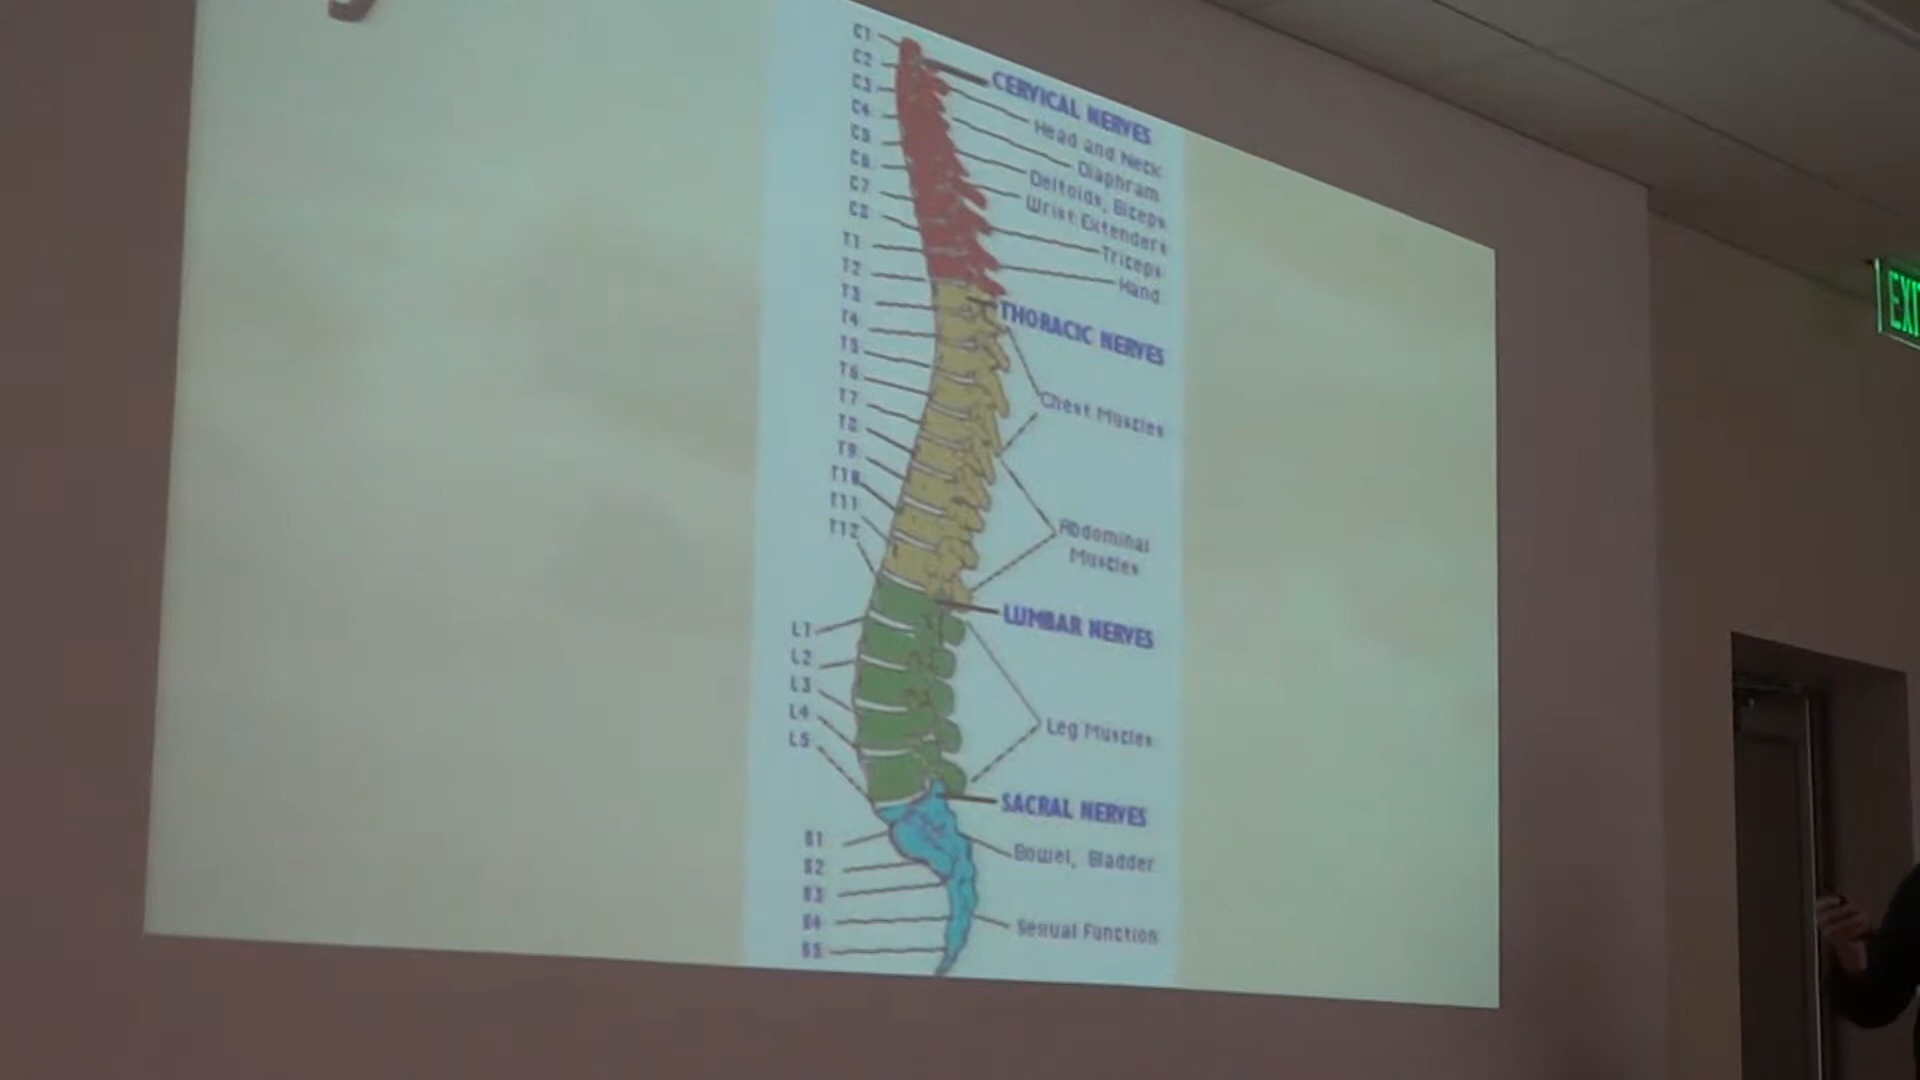 C1
C2
C3
C4
C5
C6
C7
C8
T1
T2
T3
T4
T5
T6
T7
T8
T9
T10
T11
T12
L1
L2
L3
L4
L5
S1
S2
S3
S4
S5
CERVICAL NERVES
Head and Neck
Diaphram
Deltoids, Biceps
Wrist Extenders
Triceps
Hand
THORACIC NERVES
Chest Muscles
Abdominal
Muscles
LUMBAR NERVES
Leg Muscles
SACRAL NERVES
Bowel, Bladder
Sexual Function